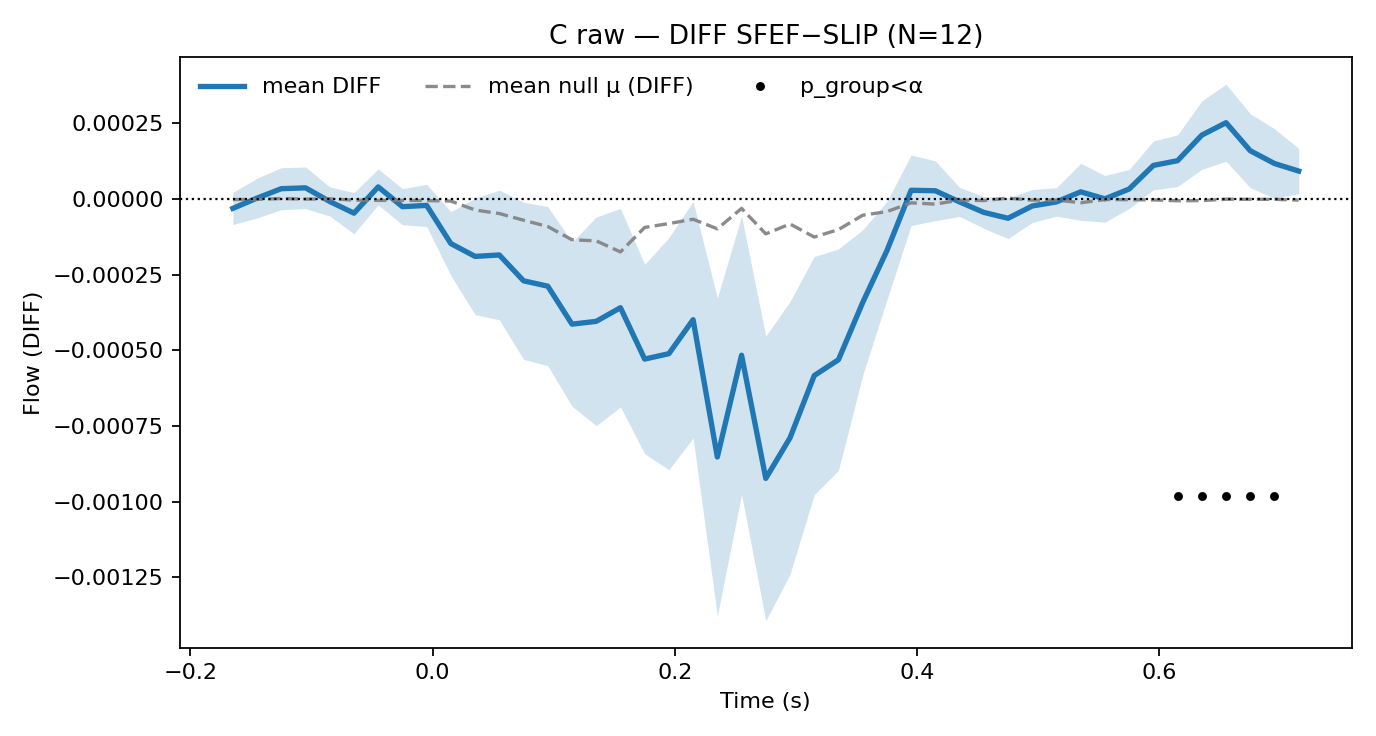 C raw — DIFF SFEF−SLIP (N=12)
mean DIFF mean null μ (DIFF) p_group<α
0.00025
0.00000
−0.00025
−0.00050
−0.00075
−0.00100
−0.00125
Flow (DIFF)
−0.2 0.0 0.2 0.4 0.6
Time (s)